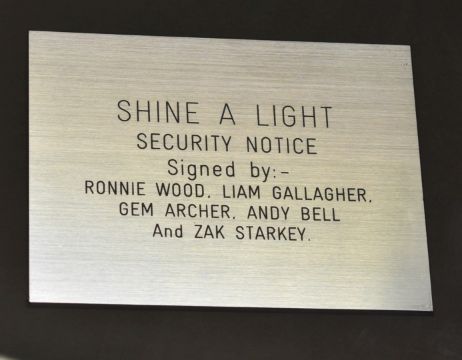 SHINE A LIGHT
SECURITY NOTICE
Signed by:-
RONNIE WOOD, LIAM GALLAGHER,
GEM ARCHER, ANDY BELL
And ZAK STARKEY.